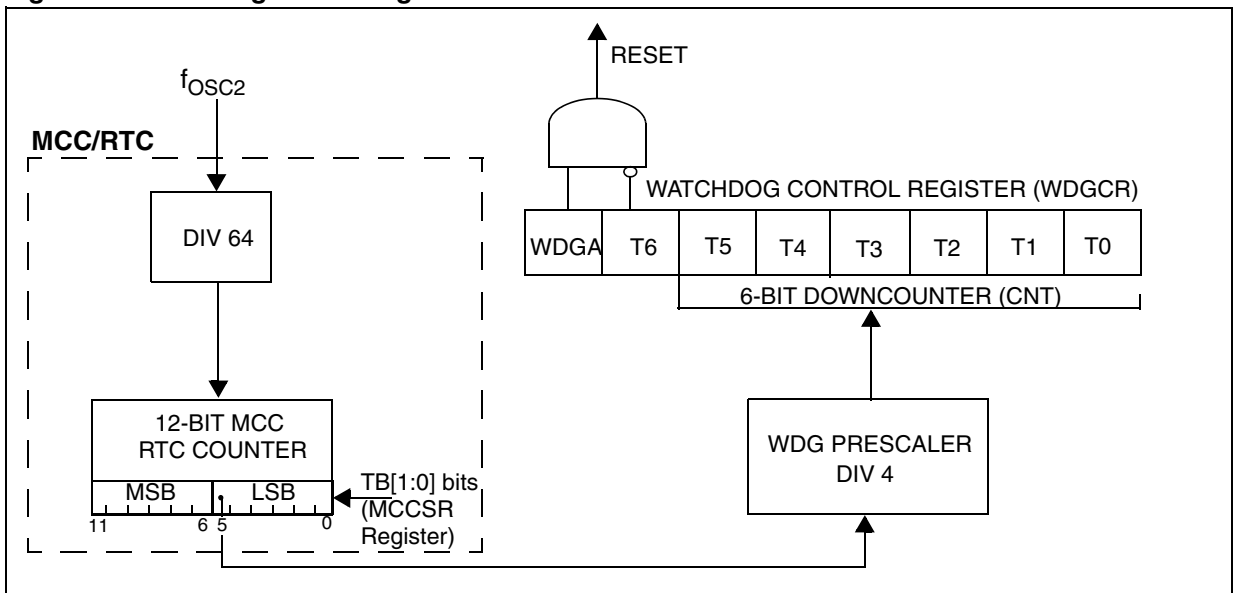 fOSC2
MCC/RTC
DIV 64
12-BIT MCC
RTC COUNTER
MSB LSB
11 6 5 0
TB[1:0] bits
(MCCSR
Register)
RESET
WATCHDOG CONTROL REGISTER (WDGCR)
WDGA T6 T5 T4 T3 T2 T1 T0
6-BIT DOWNCOUNTER (CNT)
WDG PRESCALER
DIV 4